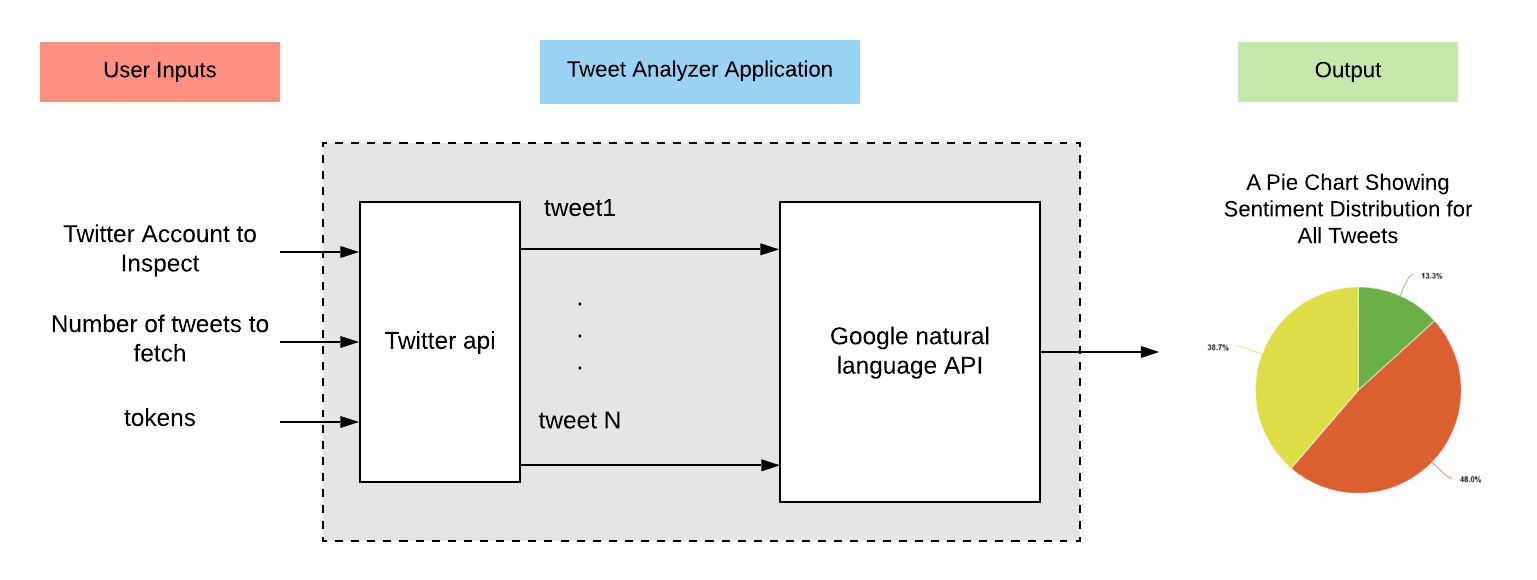 User Inputs
Tweet Analyzer Application
Output
Twitter Account to
Inspect
Number of tweets to
fetch
tokens
Twitter api
tweet1
.
.
.
tweet N
Google natural
language API
A Pie Chart Showing
Sentiment Distribution for
All Tweets
13.3%
38.7%
48.0%